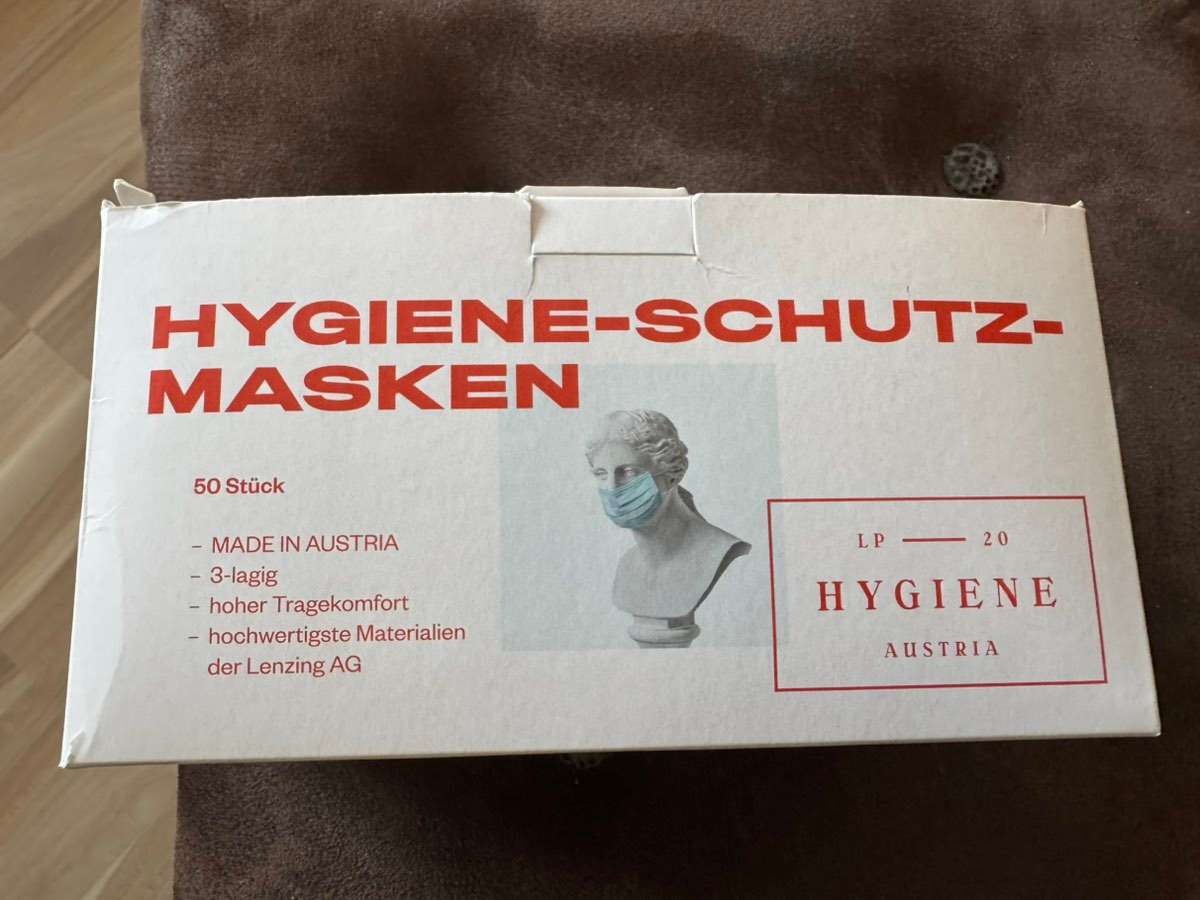 HYGIENE-SCHUTZ-
MASKEN
50 Stück
- MADE IN AUSTRIA
- 3-lagig
- hoher Tragekomfort
- hochwertigste Materialien
der Lenzing AG
LP — 20
HYGIENE
AUSTRIA